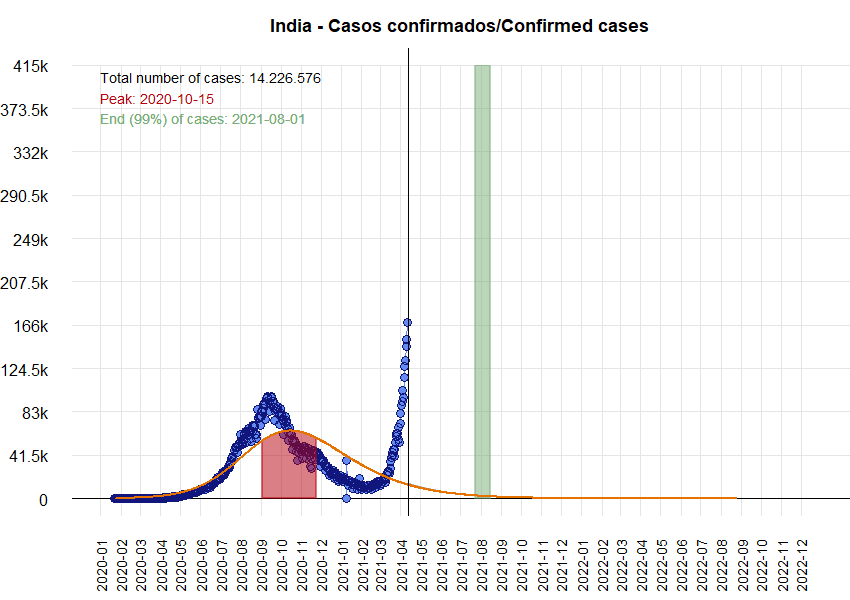 India - Casos confirmados/Confirmed cases
415k
Total number of cases: 14.226.576
Peak: 2020-10-15
373.5k
End (99%) of cases: 2021-08-01
332k
290.5k
249k
207.5k
166k
124.5k
83k
41.5k
0
2020-01
2020-02
2020-03
2020-04
2020-05
2020-06
2020-07
2020-08
2020-09
2020-10
2020-11
2020-12
2021-01
2021-02
2021-03
2021-04
2021-05
2021-06
2021-07
2021-08
2021-09
2021-10
2021-11
2021-12
2022-01
2022-02
2022-03
2022-04
2022-05
2022-06
2022-07
2022-08
2022-09
2022-10
2022-11
2022-12